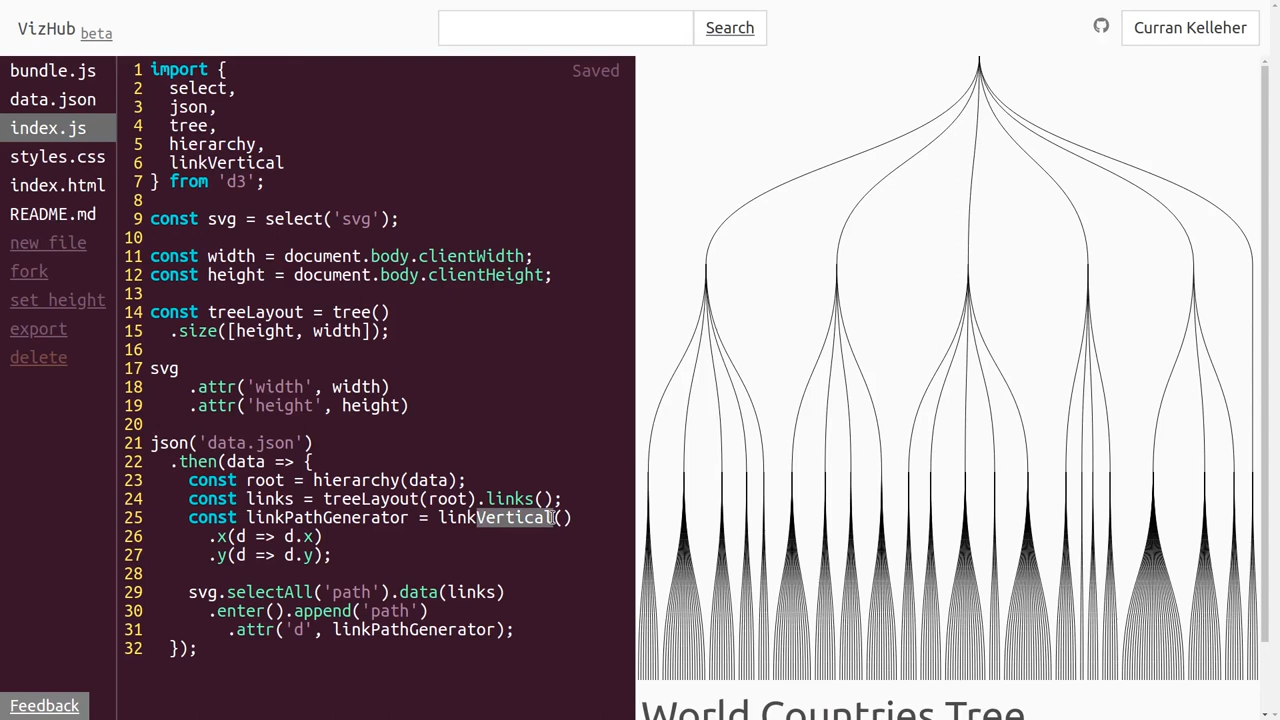 VizHub beta
Search
Curran Kelleher
bundle.js
data.json
index.js
styles.css
index.html
README.md
new file
fork
set height
export
delete
Feedback
Saved
1 import {
2 select,
3 json,
4 tree,
5 hierarchy,
6 linkVertical
7 } from 'd3';
8
9 const svg = select('svg');
10
11 const width = document.body.clientWidth;
12 const height = document.body.clientHeight;
13
14 const treeLayout = tree()
15 .size([height, width]);
16
17 svg
18 .attr('width', width)
19 .attr('height', height)
20
21 json('data.json')
22 .then(data => {
23 const root = hierarchy(data);
24 const links = treeLayout(root).links();
25 const linkPathGenerator = linkVertical()
26 .x(d => d.x)
27 .y(d => d.y);
28
29 svg.selectAll('path').data(links)
30 .enter().append('path')
31 .attr('d', linkPathGenerator);
32 });
World Countries Tree